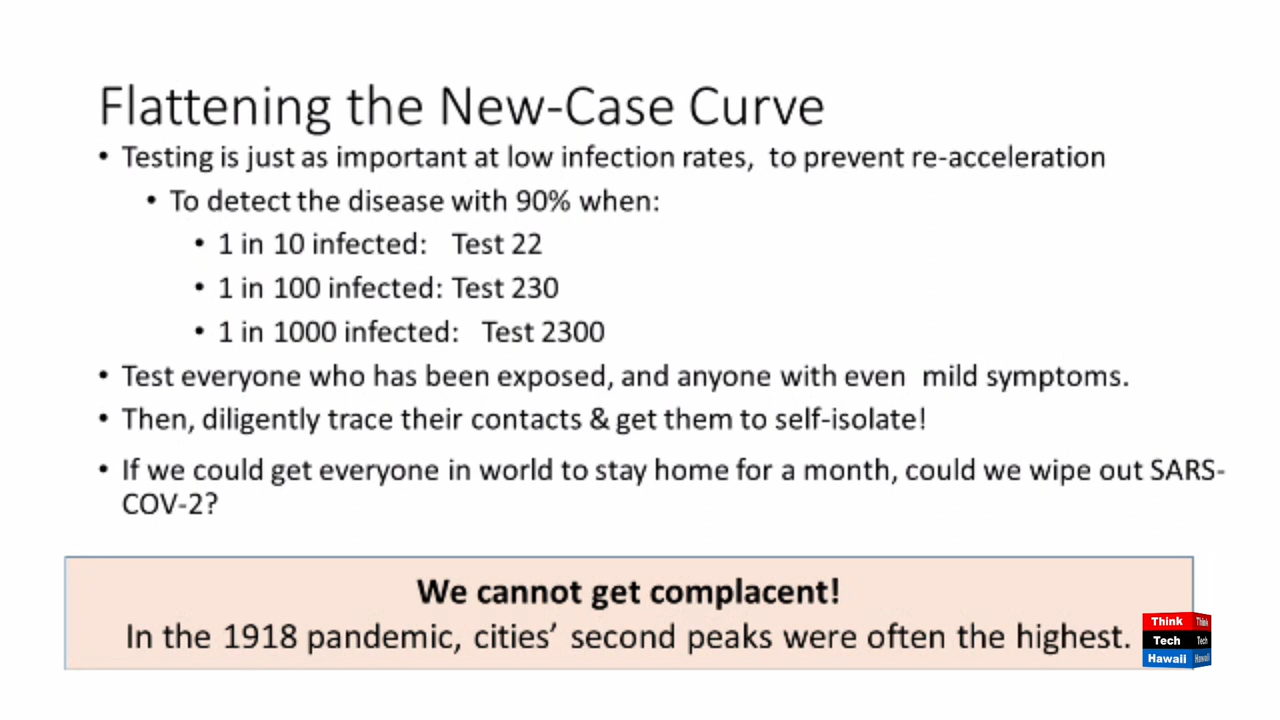 Flattening the New-Case Curve
• Testing is just as important at low infection rates, to prevent re-acceleration
• To detect the disease with 90% when:
• 1 in 10 infected: Test 22
• 1 in 100 infected: Test 230
• 1 in 1000 infected: Test 2300
• Test everyone who has been exposed, and anyone with even mild symptoms.
• Then, diligently trace their contacts & get them to self-isolate!
• If we could get everyone in world to stay home for a month, could we wipe out SARS-
COV-2?
We cannot get complacent!
In the 1918 pandemic, cities’ second peaks were often the highest.
Think Think
Tech Tech
Hawaii Hawaii